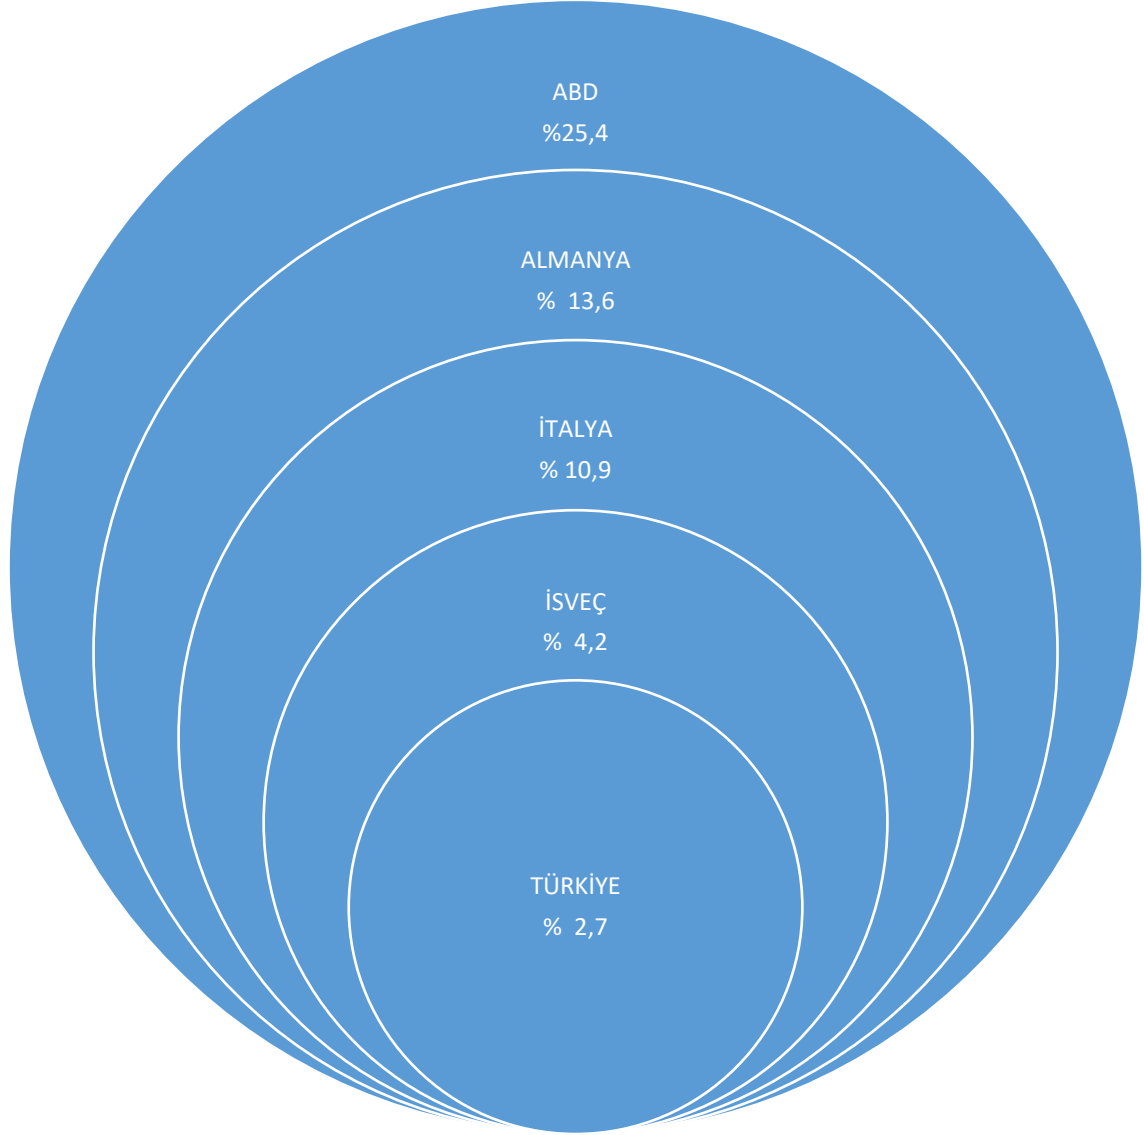 ABD
%25,4
ALMANYA
% 13,6
İTALYA
% 10,9
İSVEÇ
% 4,2
TÜRKİYE
% 2,7